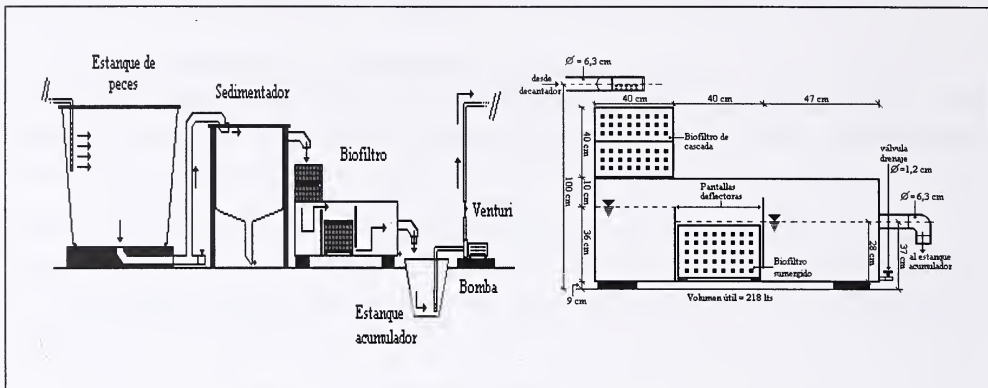 Estanque de
peces
Sedimentador
Biofiltro
Venturi
Bomba
Estanque
acumulador
Ø = 6,3 cm
desde
decantador
40 cm
40 cm
47 cm
40 cm
Biofiltro de
cascada
válvula
drenaje
Ø=1,2 cm
100 cm
10 cm
Pantallas
deflectoras
Ø=6,3 cm
36 cm
28 cm
37 cm
al estanque
acumulador
Biofiltro
sumergido
9 cm
Volumen útil = 218 lts